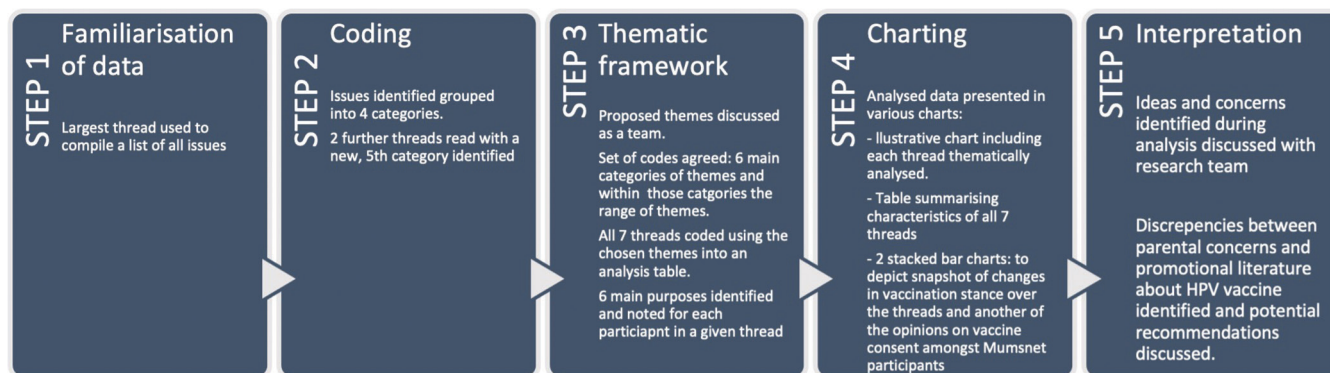 STEP 1
Familiarisation
of data
Largest thread used to
compile a list of all issues
STEP 2
Coding
Issues identified grouped
into 4 categories.
2 further threads read with a
new, 5th category identified
STEP 3
Thematic
framework
Proposed themes discussed
as a team.
Set of codes agreed: 6 main
categories of themes and
within those catgories the
range of themes.
All 7 threads coded using the
chosen themes into an
analysis table.
6 main purposes identified
and noted for each
particiapnt in a given thread
STEP 4
Charting
Analysed data presented in
various charts:
- llustrative chart including
each thread thematically
analysed.
- Table summarising
characteristics of all 7
threads
- 2 stacked bar charts: to
depict snapshot of changes
in vaccination stance over
the threads and another of
the opinions on vaccine
consent amongst Mumsnet
participants
STEP 5
Interpretation
Ideas and concerns
identified during
analysis discussed with
research team
Discrepencies between
parental concerns and
promotional literature
about HPV vaccine
identified and potential
recommendations
discussed.